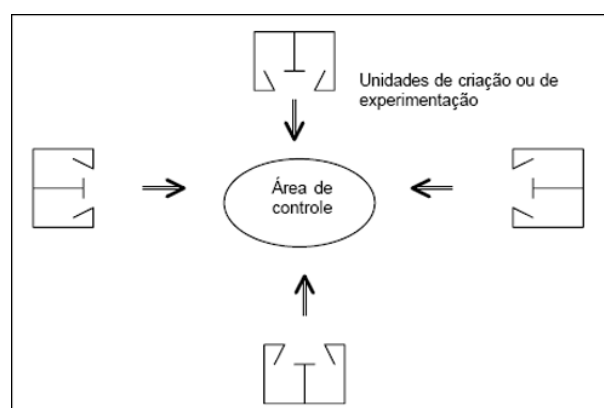 Unidades de criação ou de
experimentação
Área de
controle